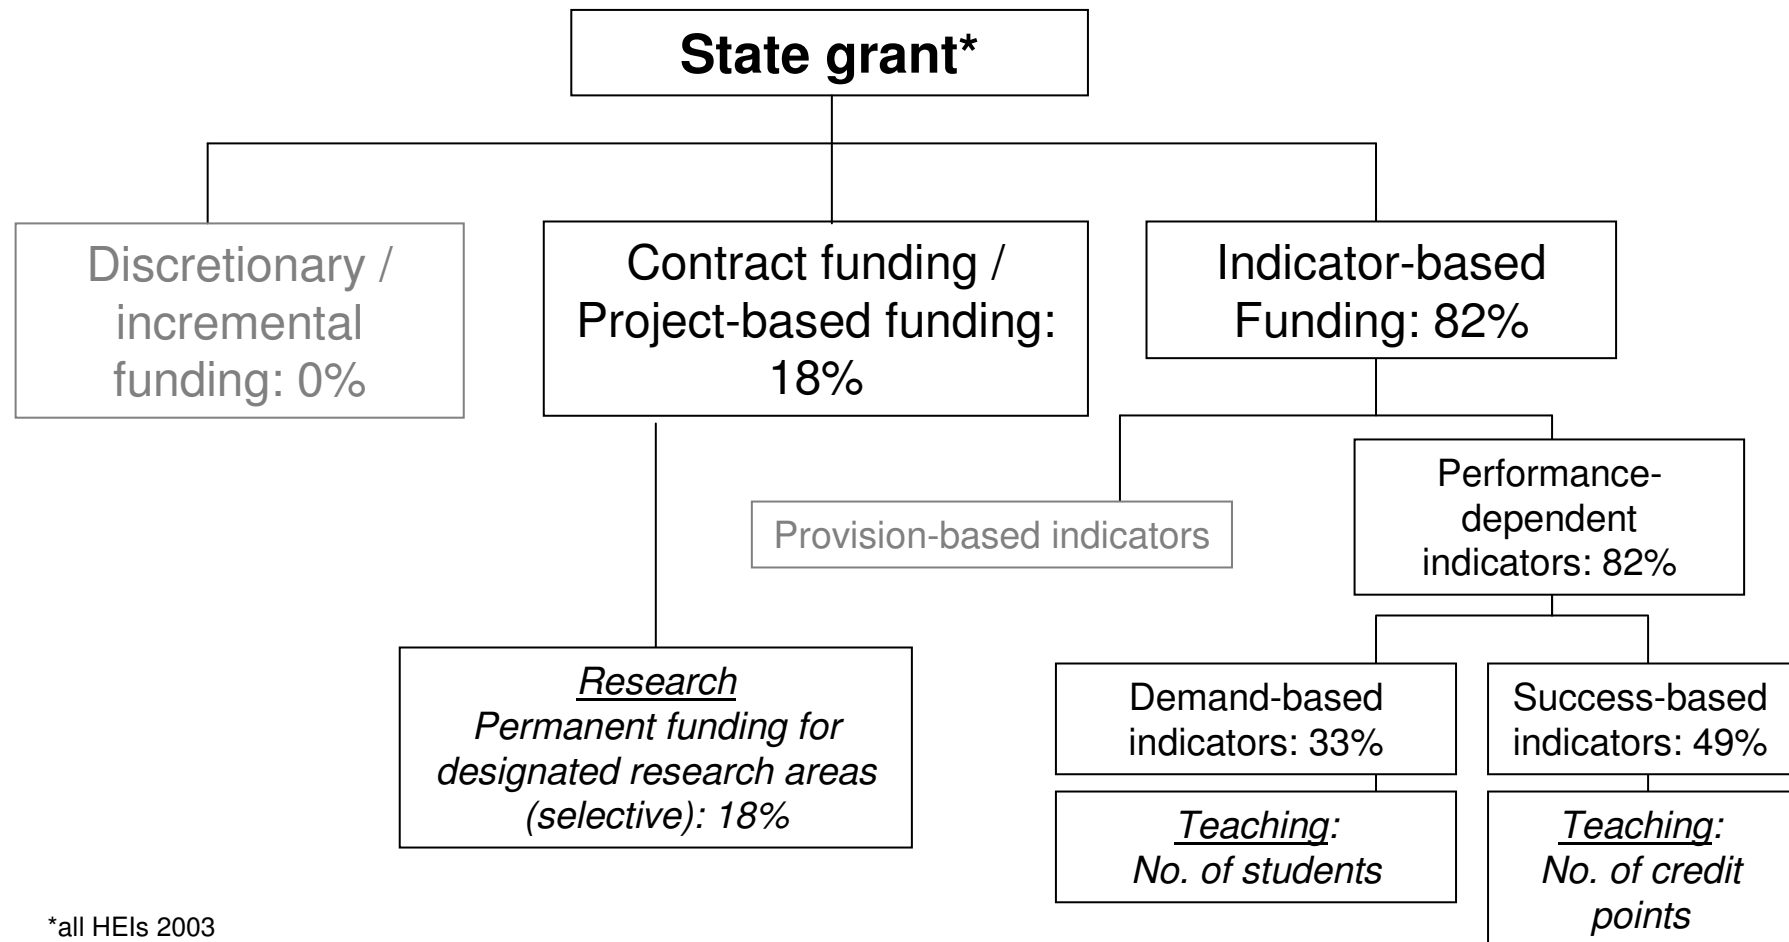 State grant*
Discretionary /
incremental
funding: 0%
Contract funding /
Project-based funding:
18%
Indicator-based
Funding: 82%
Provision-based indicators
Performance-
dependent
indicators: 82%
Research
Permanent funding for
designated research areas
(selective): 18%
Demand-based
indicators: 33%
Success-based
indicators: 49%
Teaching:
No. of students
Teaching:
No. of credit
points
*all HEIs 2003